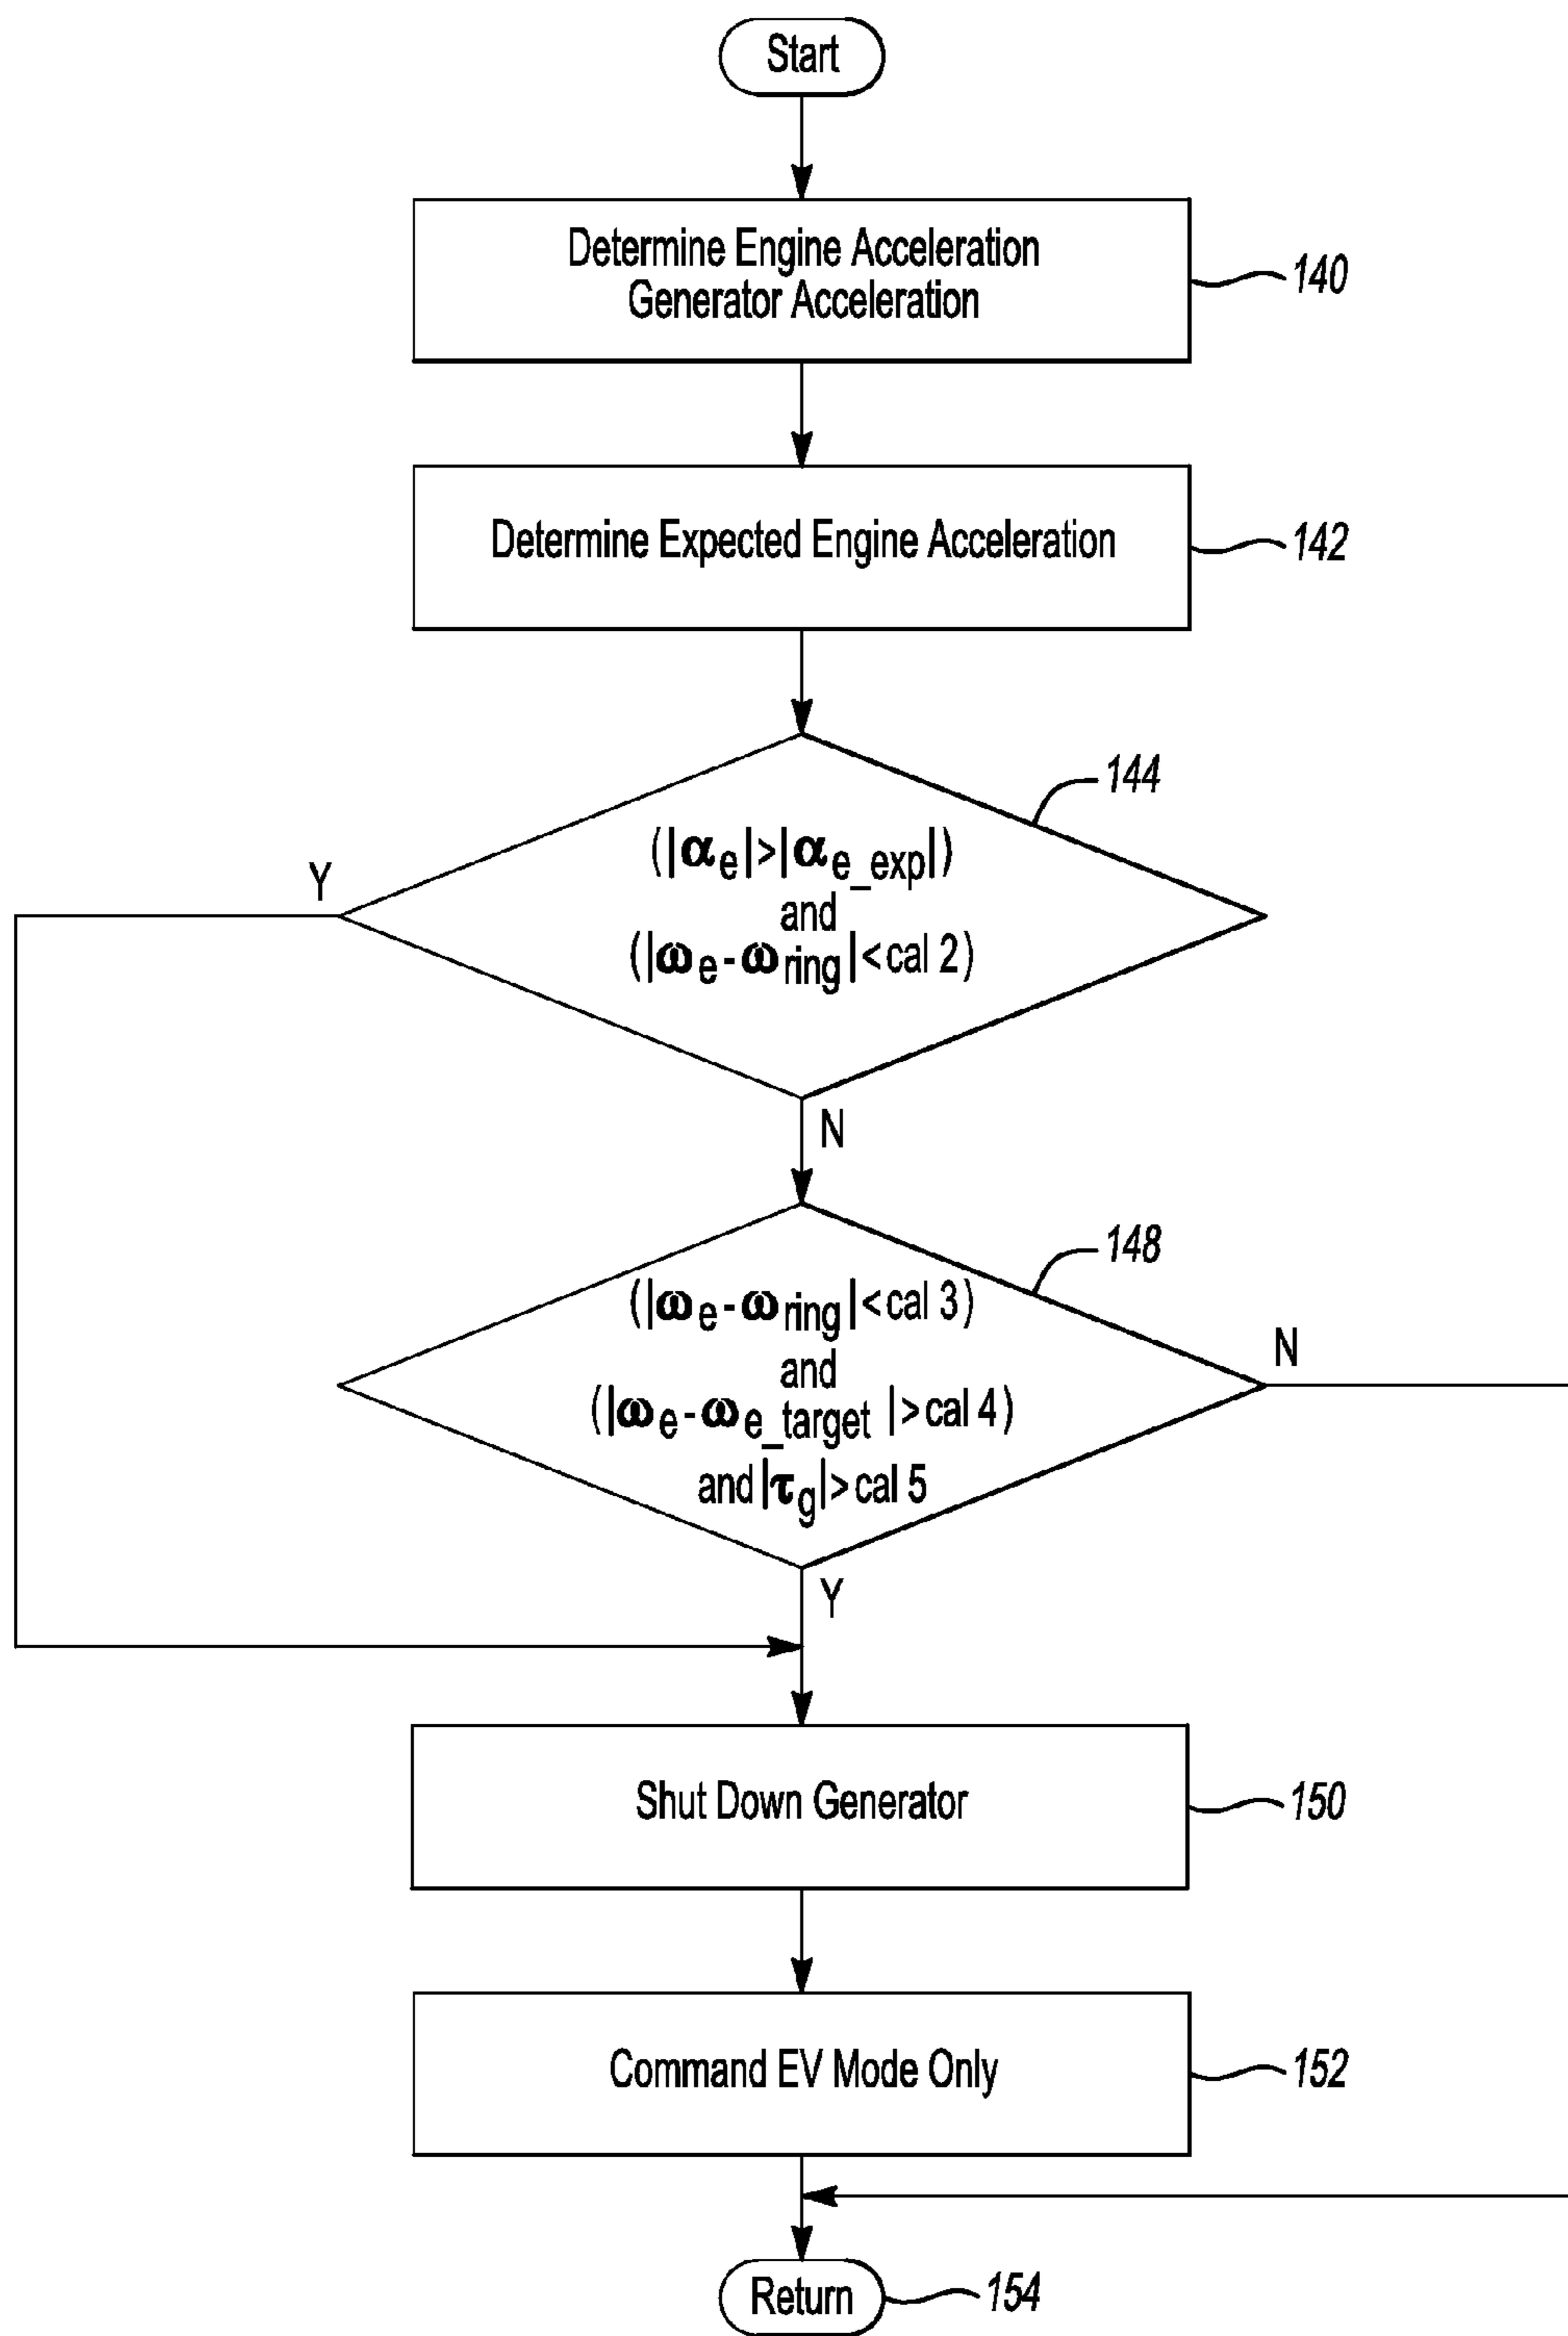 Start
Determine Engine Acceleration
Generator Acceleration
140
Determine Expected Engine Acceleration
142
144
(|αe|>|αe_exp|)
and
(|ωe-ωring|<cal 2)
Y
N
148
(|ωe-ωring|<cal 3)
and
(|ωe-ωe_target |>cal 4)
and|τg|>cal 5
N
Y
Shut Down Generator
150
Command EV Mode Only
152
Return
154